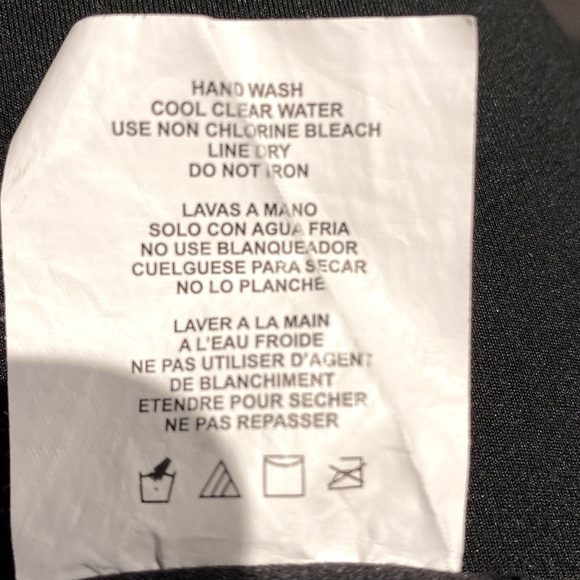 HAND WASH
COOL CLEAR WATER
USE NON CHLORINE BLEACH
LINE DRY
DO NOT IRON
LAVAS A MANO
SOLO CON AGUA FRIA
NO USE BLANQUEADOR
CUELGUESE PARA SECAR
NO LO PLANCHE
LAVER A LA MAIN
A L'EAU FROIDE
NE PAS UTILISER D'AGENT
DE BLANCHIMENT
ETENDRE POUR SECHER
NE PAS REPASSER